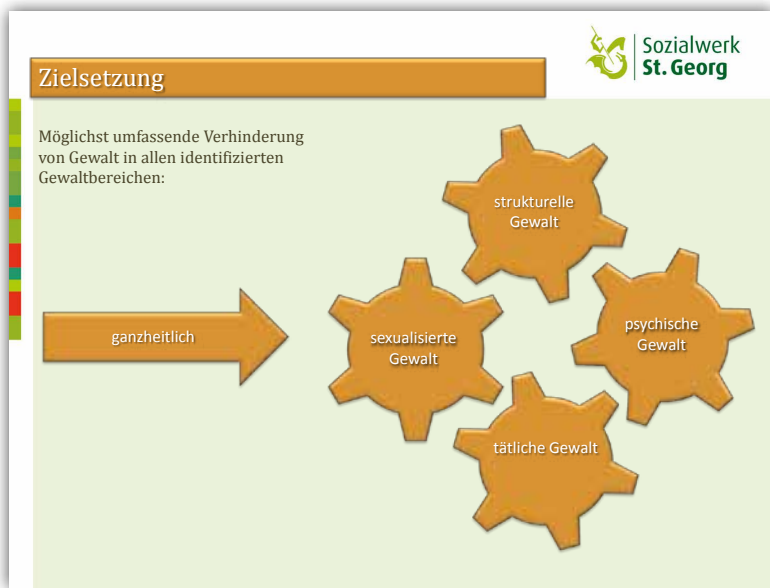 Sozialwerk
St. Georg
Zielsetzung
Möglichst umfassende Verhinderung
von Gewalt in allen identifizierten
Gewaltbereichen:
strukturelle
Gewalt
ganzheitlich
sexualisierte
Gewalt
psychische
Gewalt
tätliche Gewalt